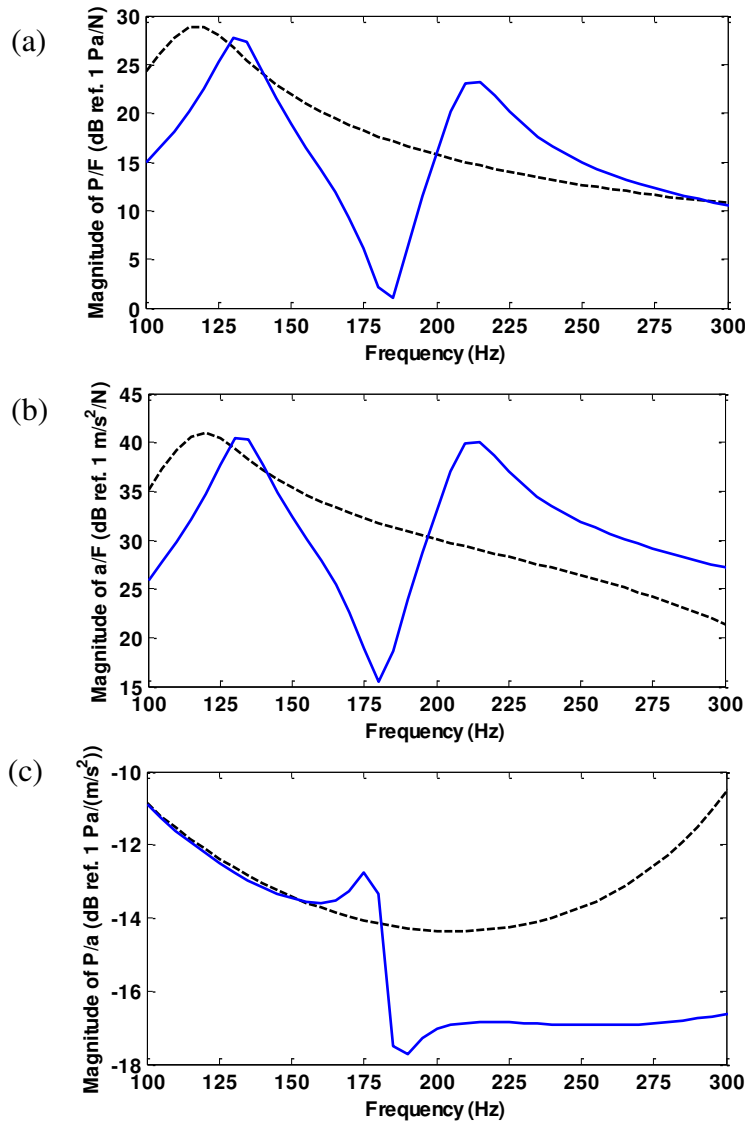 (a)
Magnitude of P/F (dB ref. 1 Pa/N)
30
25
20
15
10
5
0
100 125 150 175 200 225 250 275 300
Frequency (Hz)
(b)
Magnitude of a/F (dB ref. 1 m/s²/N)
45
40
35
30
25
20
15
100 125 150 175 200 225 250 275 300
Frequency (Hz)
(c)
Magnitude of P/a (dB ref. 1 Pa/(m/s²))
-10
-12
-14
-16
-18
100 125 150 175 200 225 250 275 300
Frequency (Hz)